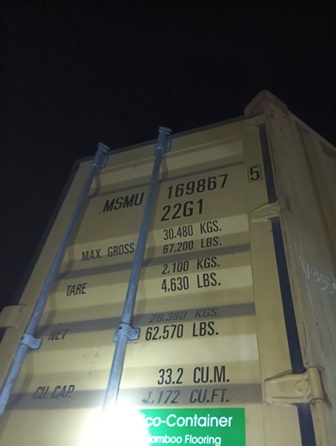 MSMU 169867 5
22G1
MAX. GROSS 30.480 KGS.
67.200 LBS.
TARE 2.100 KGS.
4.630 LBS.
NET 28.380 KGS.
62,570 LBS.
CU.CAP. 33.2 CU.M.
1,172 CU.FT.
Eco-Container
Bamboo Flooring